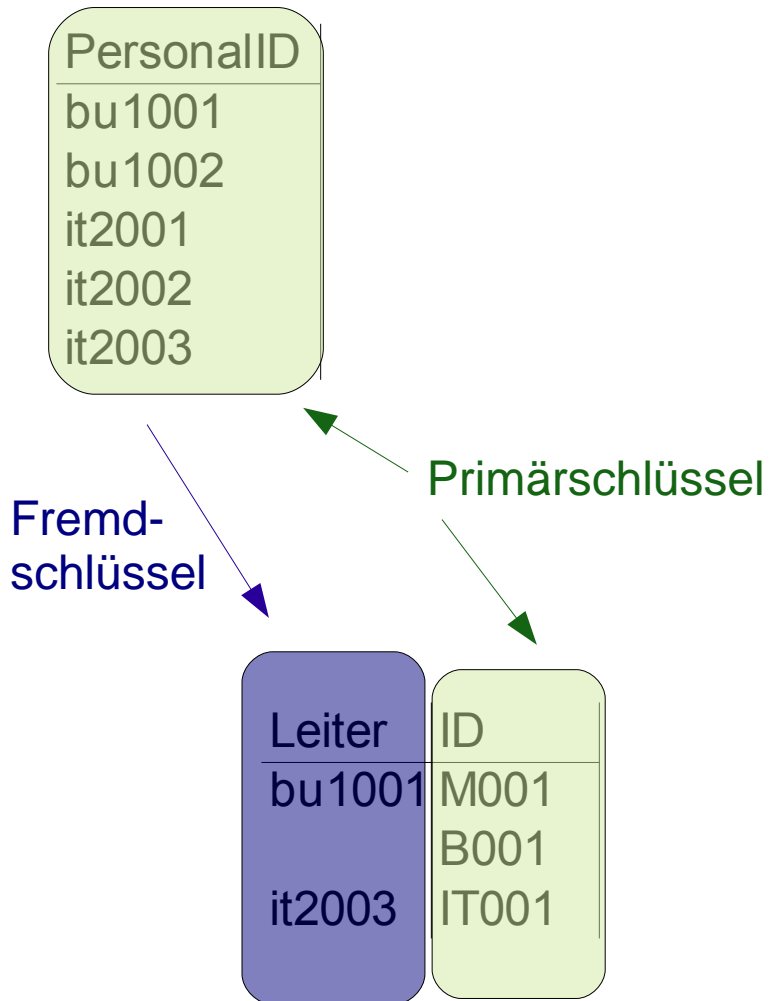 PersonalID
bu1001
bu1002
it2001
it2002
it2003
Primärschlüssel
Fremd-
schlüssel
Leiter ID
bu1001 M001
B001
it2003 IT001